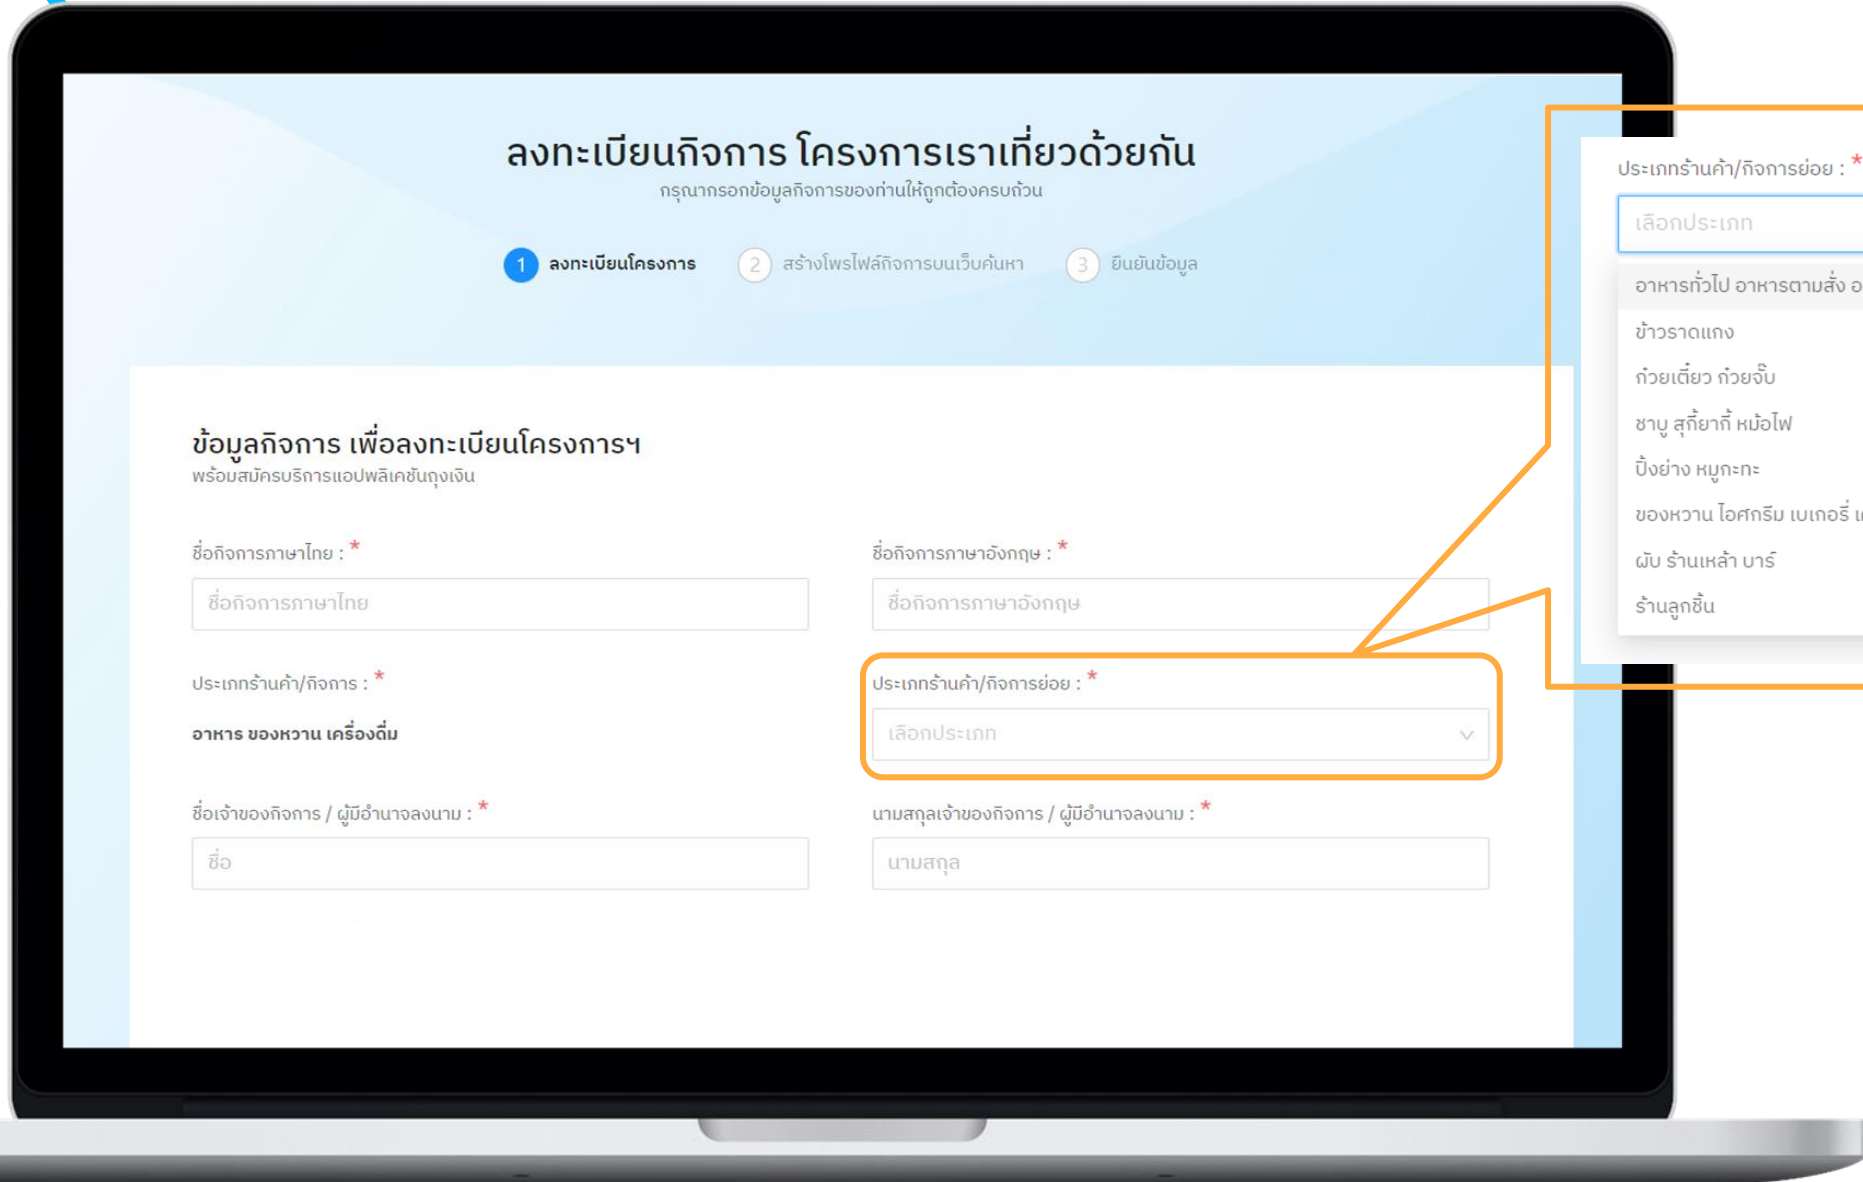 ลงทะเบียนกิจการ โครงการเราเที่ยวด้วยกัน
กรุณากรอกข้อมูลกิจการของท่านให้ถูกต้องครบถ้วน
1 ลงทะเบียนโครงการ 2 สร้างโพรไฟล์กิจการบนเว็บค้นหา 3 ยืนยันข้อมูล
ข้อมูลกิจการ เพื่อลงทะเบียนโครงการฯ
พร้อมสมัครบริการแอปพลิเคชันถุงเงิน
ชื่อกิจการภาษาไทย : *
ชื่อกิจการภาษาไทย
ชื่อกิจการภาษาอังกฤษ : *
ชื่อกิจการภาษาอังกฤษ
ประเภทร้านค้า/กิจการ : *
อาหาร ของหวาน เครื่องดื่ม
ประเภทร้านค้า/กิจการย่อย : *
เลือกประเภท
ชื่อเจ้าของกิจการ / ผู้มีอำนาจลงนาม : *
ชื่อ
นามสกุลเจ้าของกิจการ / ผู้มีอำนาจลงนาม : *
นามสกุล
ประเภทร้านค้า/กิจการย่อย : *
เลือกประเภท
อาหารทั่วไป อาหารตามสั่ง
ข้าวราดแกง
ก๋วยเตี๋ยว ก๋วยจั๊บ
ชาบู สุกี้ยากี้ หม้อไฟ
ปิ้งย่าง หมูกะทะ
ของหวาน ไอศกรีม เบเกอรี่
ผับ ร้านเหล้า บาร์
ร้านลูกชิ้น